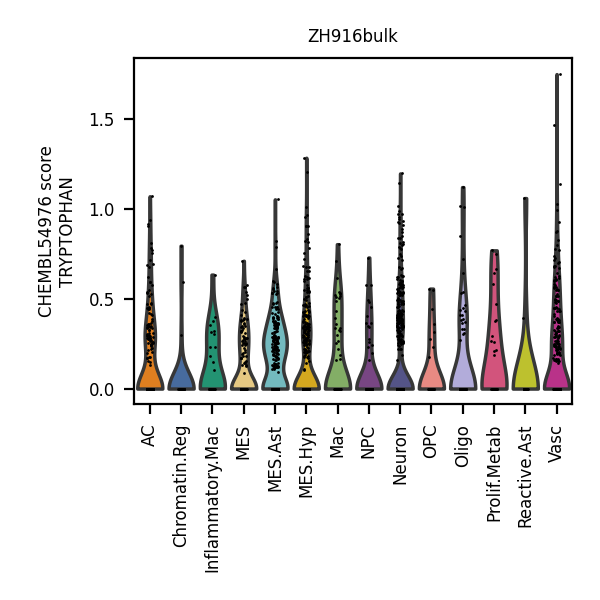 ZH916bulk
CHEMBL54976 score
TRYPTOPHAN
1.5
1.0
0.5
0.0
AC
Chromatin.Reg
Inflammatory.Mac
MES
MES.Ast
MES.Hyp
Mac
NPC
Neuron
OPC
Oligo
Prolif.Metab
Reactive.Ast
Vasc